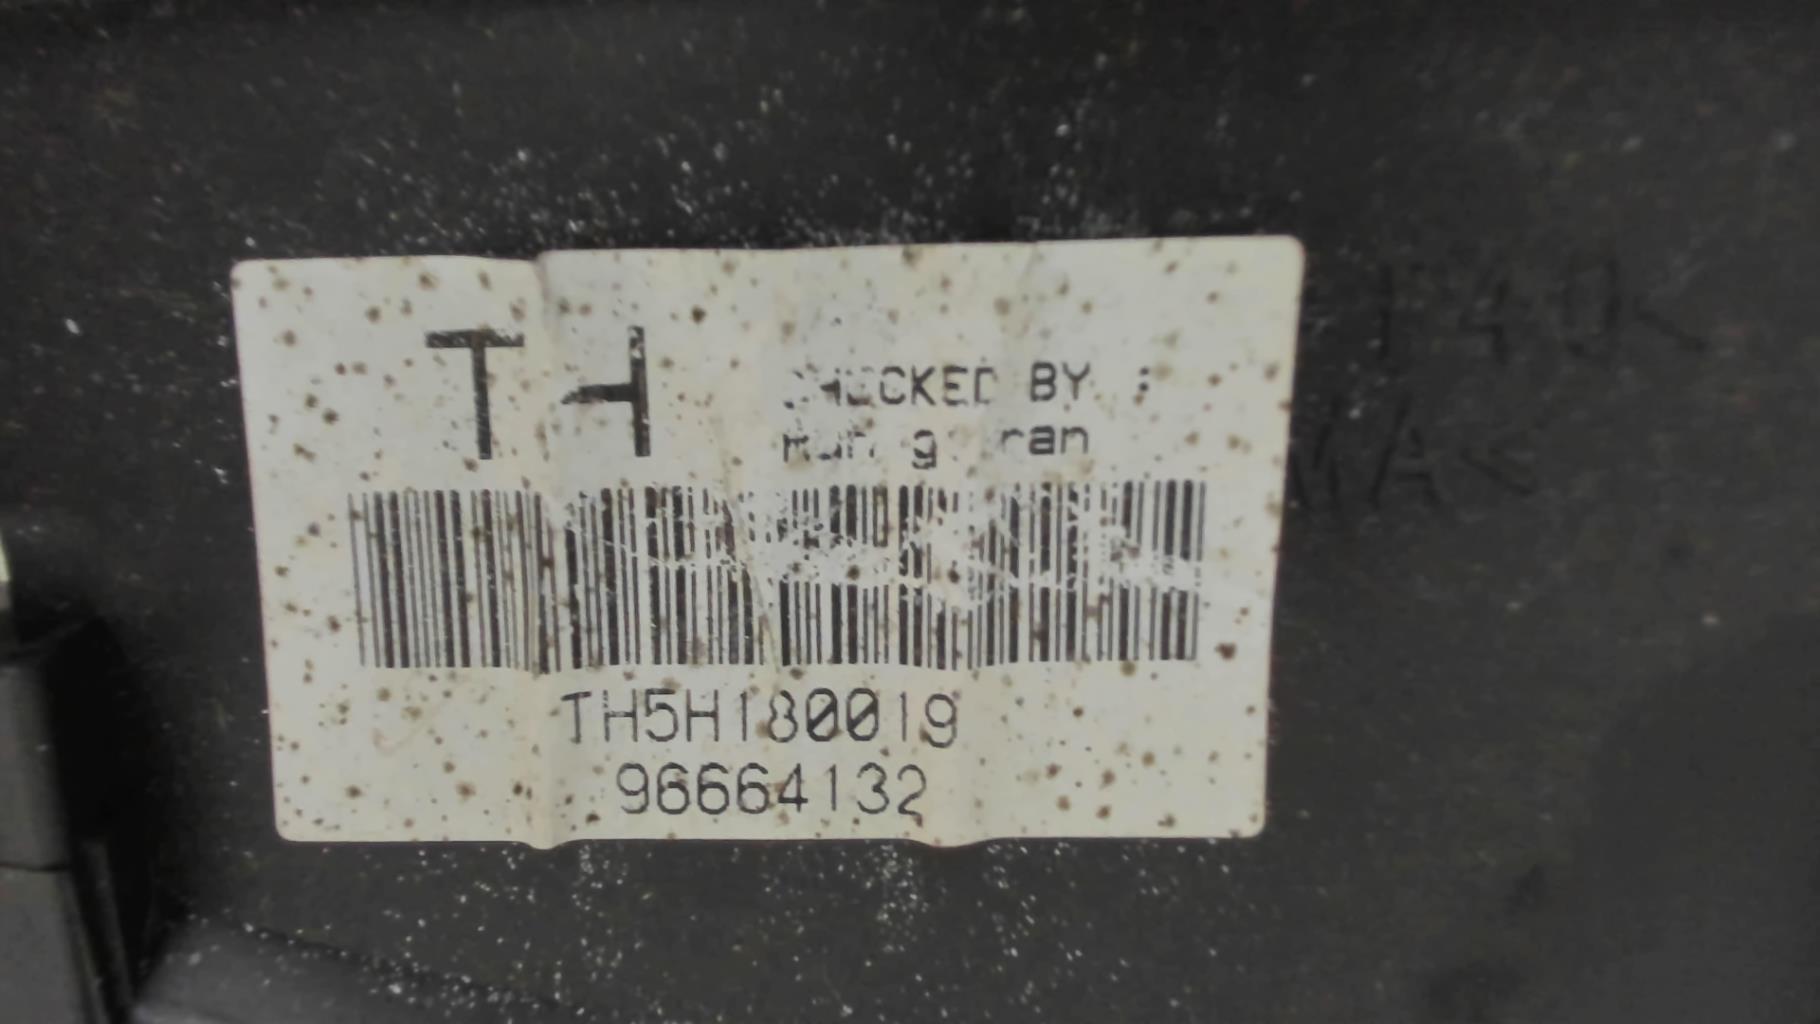 TH
CHECKED BY :
TH5H180019
96664132